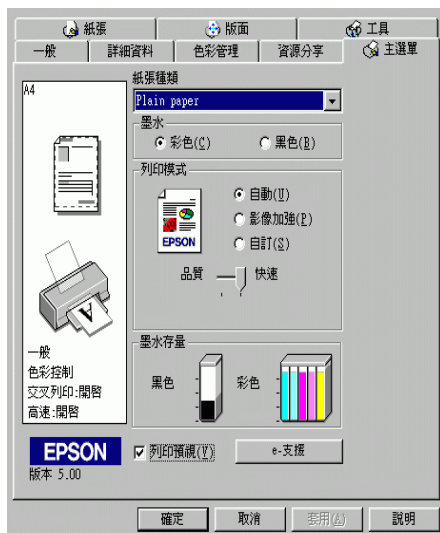 紙張 版面 工具
一般 詳細資料 色彩管理 資源分享 主選單
A4
紙張種類
Plain paper
墨水
彩色(C) 黑色(B)
列印模式
EPSON
自動(U)
影像加強(P)
自訂(S)
品質 快速
一般
色彩控制
交叉列印:開啓
高速:開啓
墨水存量
黑色 彩色
EPSON
版本 5.00
列印預視(V) e-支援
確定 取消 套用(A) 說明